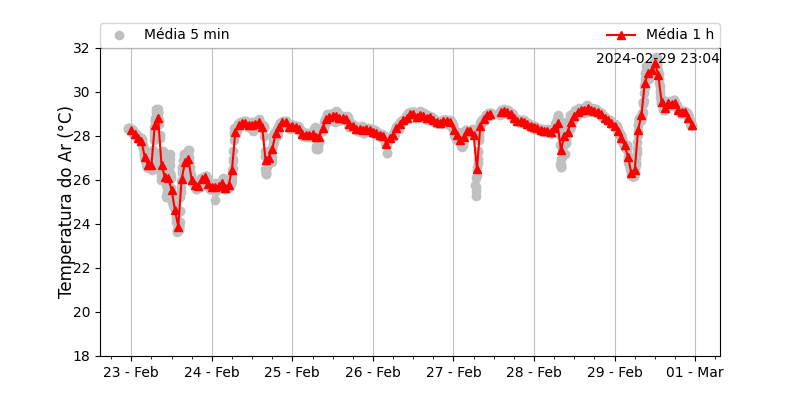 Média 5 min
Média 1 h
2024-02-29 23:04
Temperatura do Ar (°C)
32
30
28
26
24
22
20
18
23 - Feb
24 - Feb
25 - Feb
26 - Feb
27 - Feb
28 - Feb
29 - Feb
01 - Mar